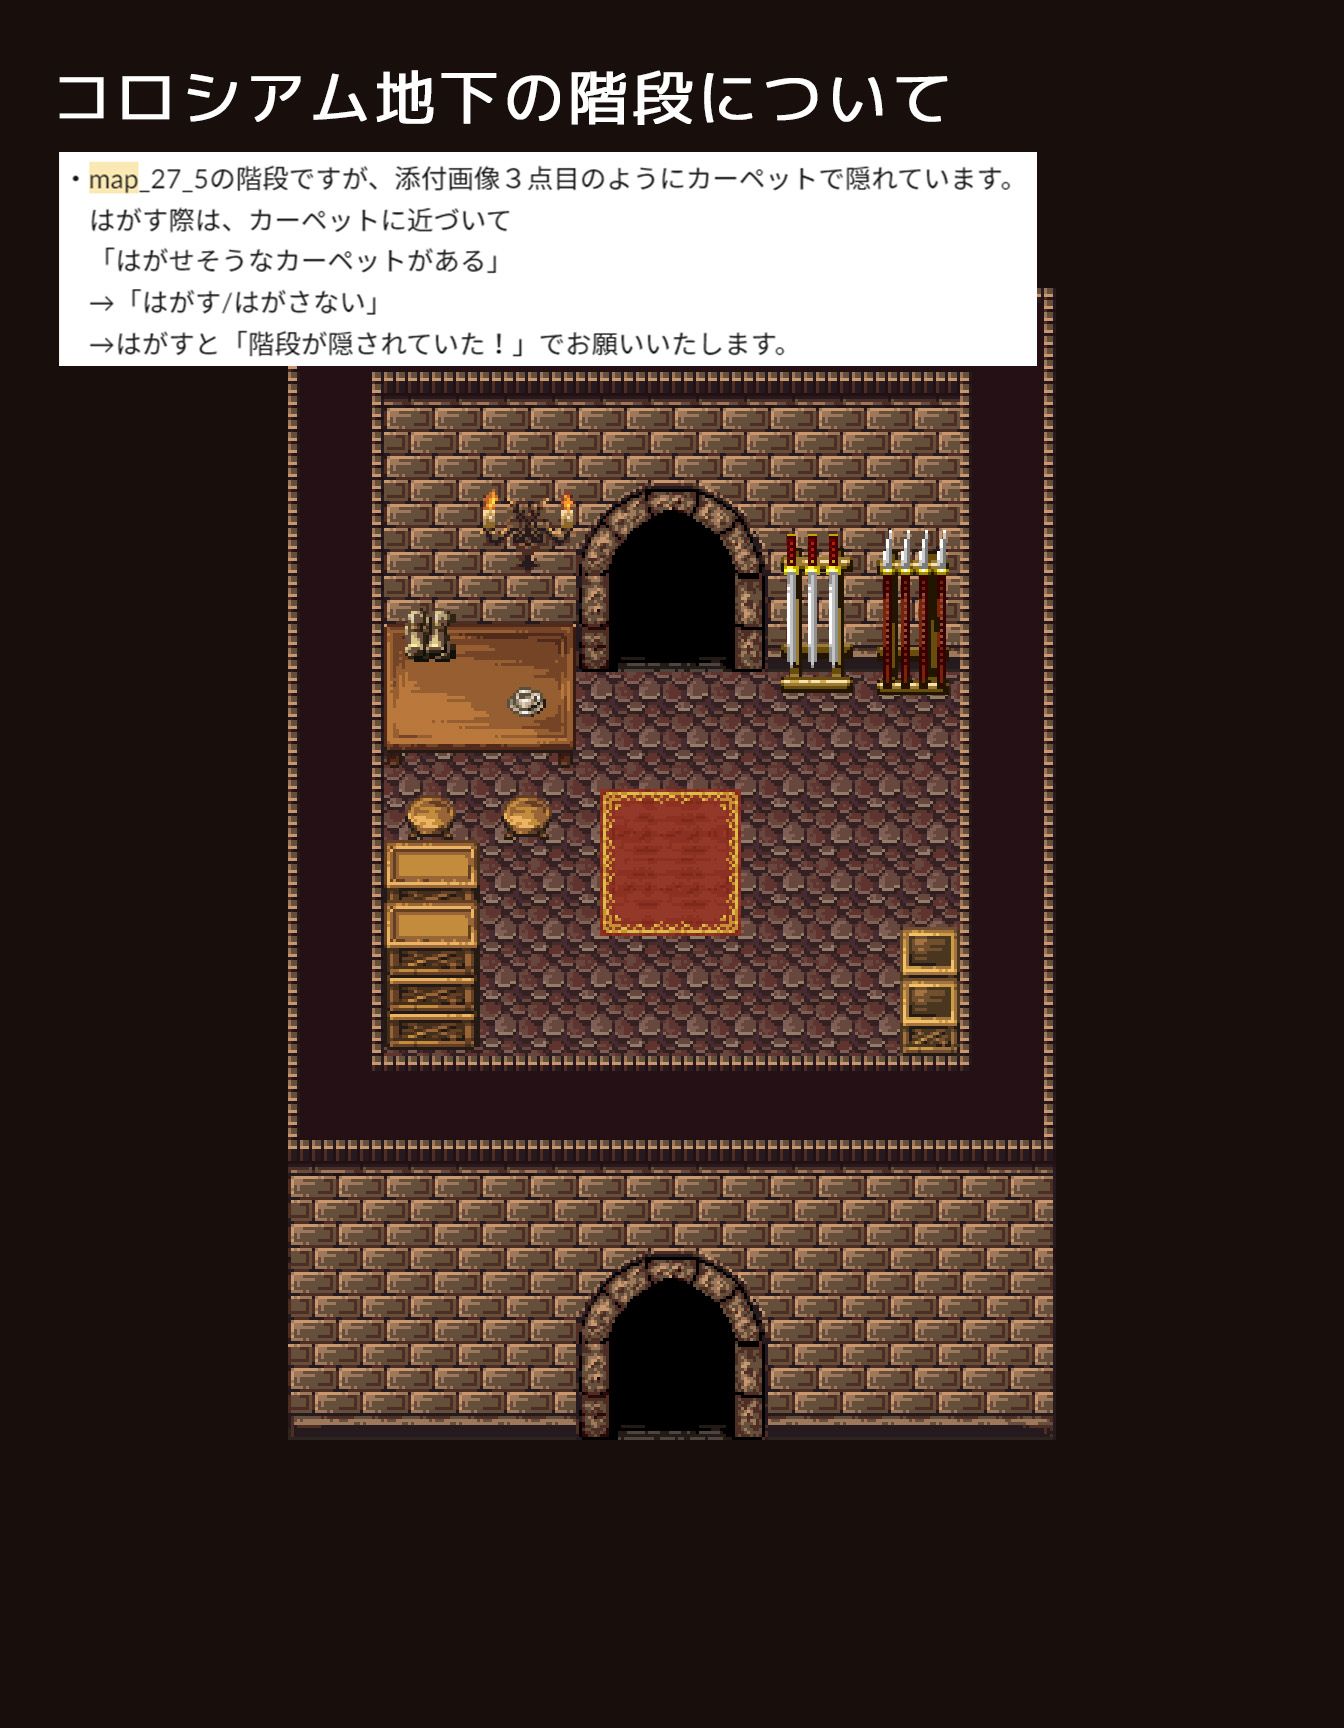 コロシアム地下の階段について
・map_27_5の階段ですが、添付画像３点目のようにカーペットで隠れています。
はがす際は、カーペットに近づいて
「はがせそうなカーペットがある」
→「はがす/はがさない」
→はがすと「階段が隠されていた！」でお願いいたします。